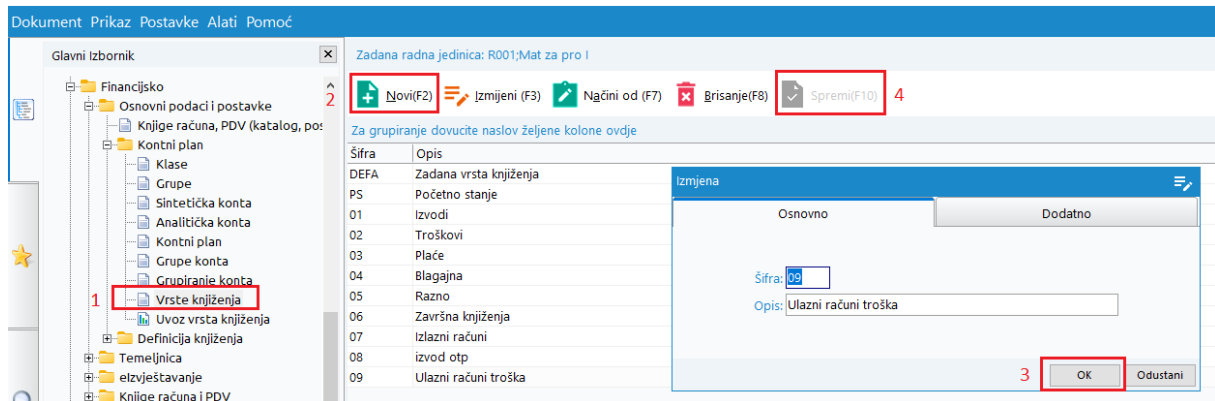 Dokument Prikaz Postavke Alati Pomoć
Glavni Izbornik
Financijsko
2
Osnovni podaci i postavke
Knjige računa, PDV (katalog, pos
Kontni plan
Klase
Grupe
Sintetička konta
Analitička konta
Kontni plan
Grupe konta
Grupiranje konta
1 Vrste knjiženja
Uvoz vrsta knjiženja
Definicija knjiženja
Temeljnica
eIzvještavanje
Knjige računa i PDV
Zadana radna jedinica: R001;Mat za pro I
Novi(F2) Izmijeni (F3) Načini od (F7) Brisanje(F8) Spremi(F10) 4
Za grupiranje dovucite naslov željene kolone ovdje
Šifra Opis
DEFA Zadana vrsta knjiženja
PS Početno stanje
01 Izvodi
02 Troškovi
03 Plaće
04 Blagajna
05 Razno
06 Završna knjiženja
07 Izlazni računi
08 izvod otp
09 Ulazni računi troška
Izmjena
Osnovno Dodatno
Šifra: 09
Opis: Ulazni računi troška
3 OK Odustani